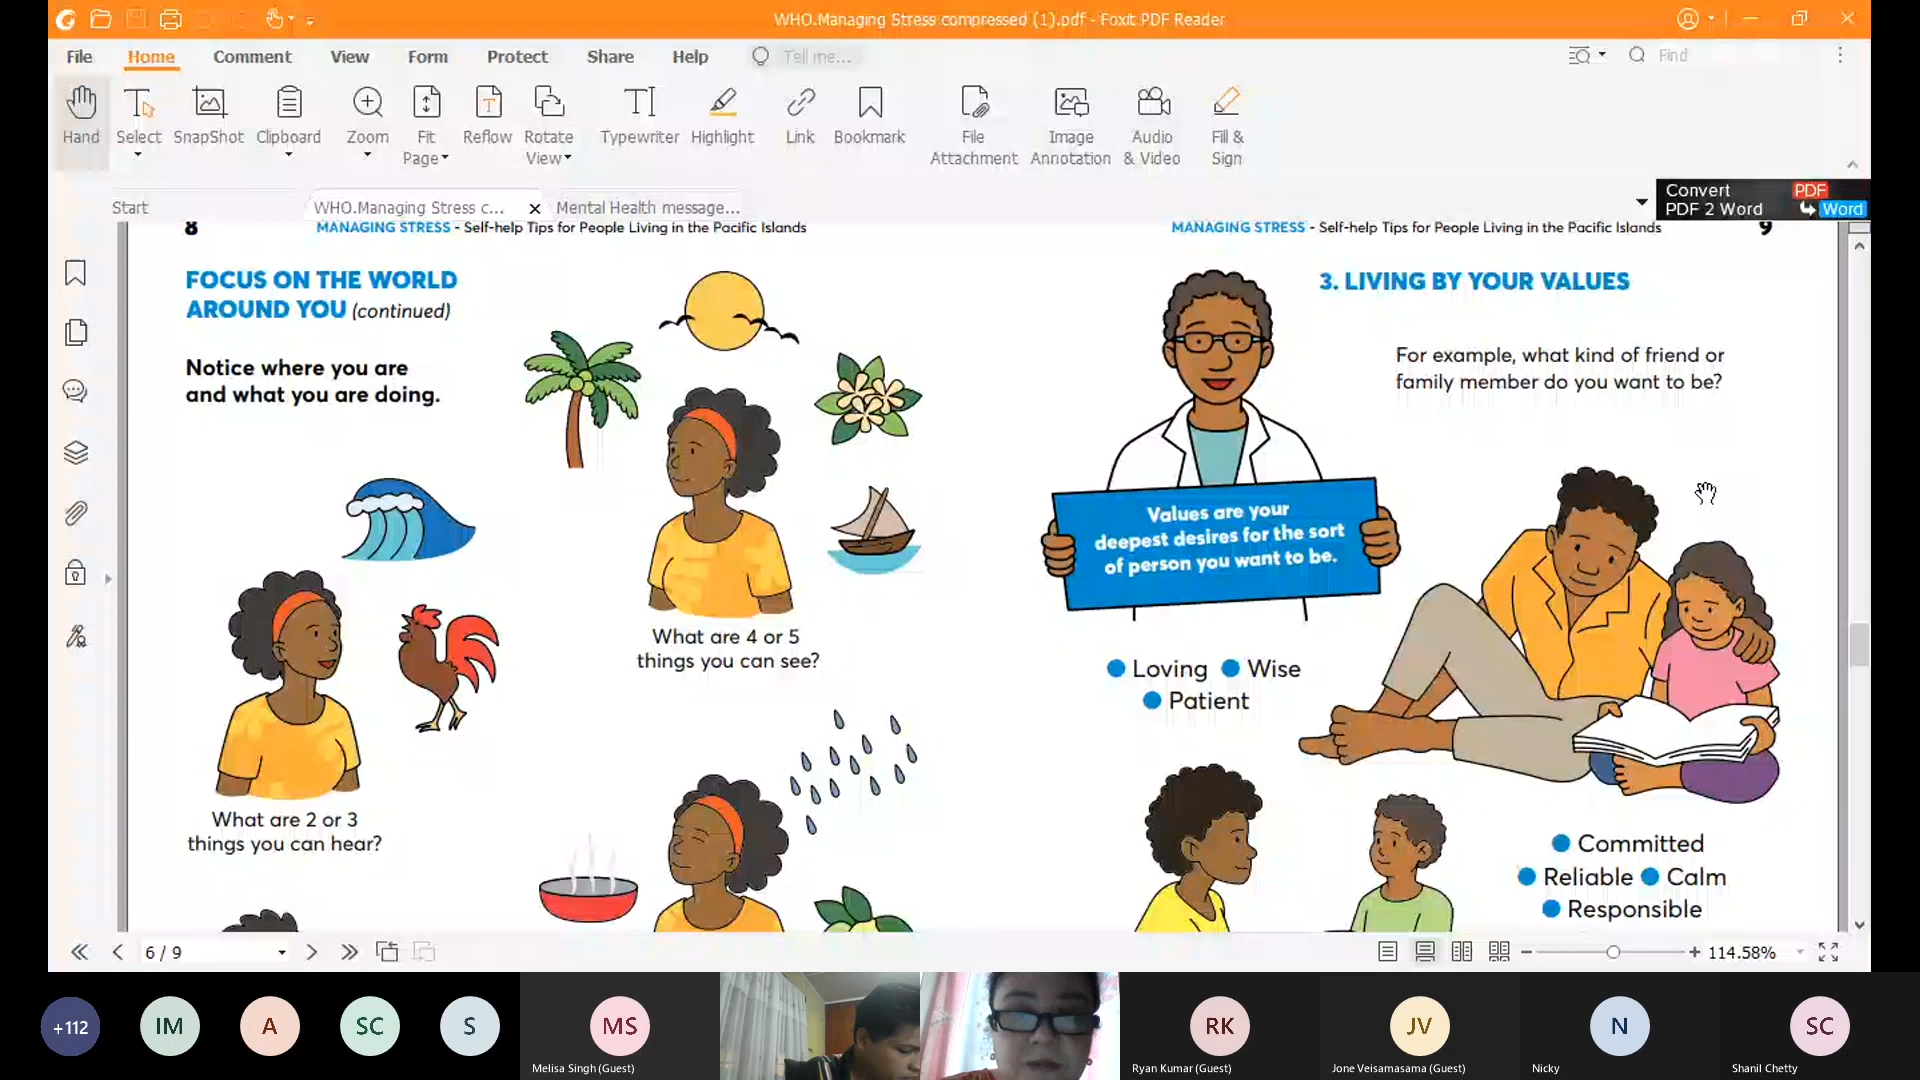 WHO.Managing Stress compressed (1).pdf - Foxit PDF Reader
File Home Comment View Form Protect Share Help Tell me... Find
Hand Select SnapShot Clipboard Zoom Fit Page Reflow Rotate View Typewriter Highlight Link Bookmark File Attachment Image Annotation Audio & Video Fill & Sign
Start WHO.Managing Stress c... Mental Health message...
Convert PDF
PDF 2 Word Word
8 MANAGING STRESS - Self-help Tips for People Living in the Pacific Islands
FOCUS ON THE WORLD
AROUND YOU (continued)
Notice where you are
and what you are doing.
What are 4 or 5
things you can see?
What are 2 or 3
things you can hear?
MANAGING STRESS - Self-help Tips for People Living in the Pacific Islands 9
3. LIVING BY YOUR VALUES
For example, what kind of friend or
family member do you want to be?
Values are your
deepest desires for the sort
of person you want to be.
Loving Wise
Patient
Committed
Reliable Calm
Responsible
6 / 9 114.58%
+112 IM A SC S MS RK JV N SC
Melisa Singh (Guest) Ryan Kumar (Guest) Jone Veisamasama (Guest) Nicky Shanil Chetty